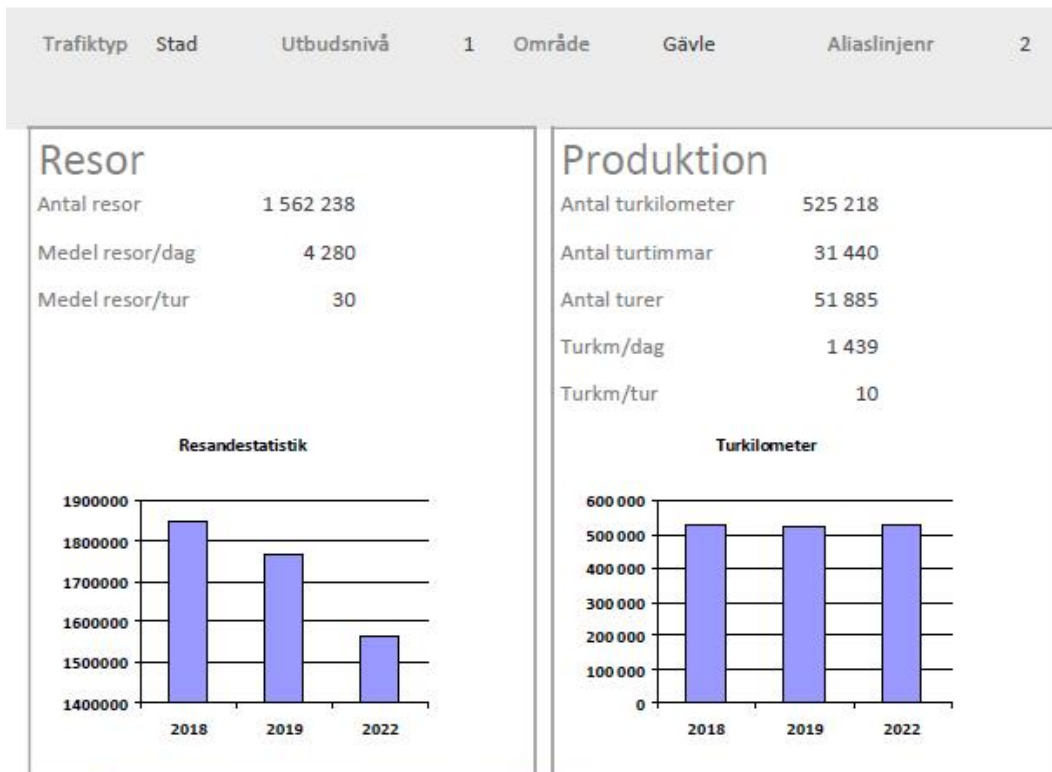 Trafiktyp Stad Utbudsnivå 1 Område Gävle Aliaslinjenr 2
Resor
Antal resor 1 562 238
Medel resor/dag 4 280
Medel resor/tur 30
Resandestatistik
1900000
1800000
1700000
1600000
1500000
1400000
2018 2019 2022
Produktion
Antal turkilometer 525 218
Antal turtimmar 31 440
Antal turer 51 885
Turkm/dag 1 439
Turkm/tur 10
Turkilometer
600 000
500 000
400 000
300 000
200 000
100 000
0
2018 2019 2022